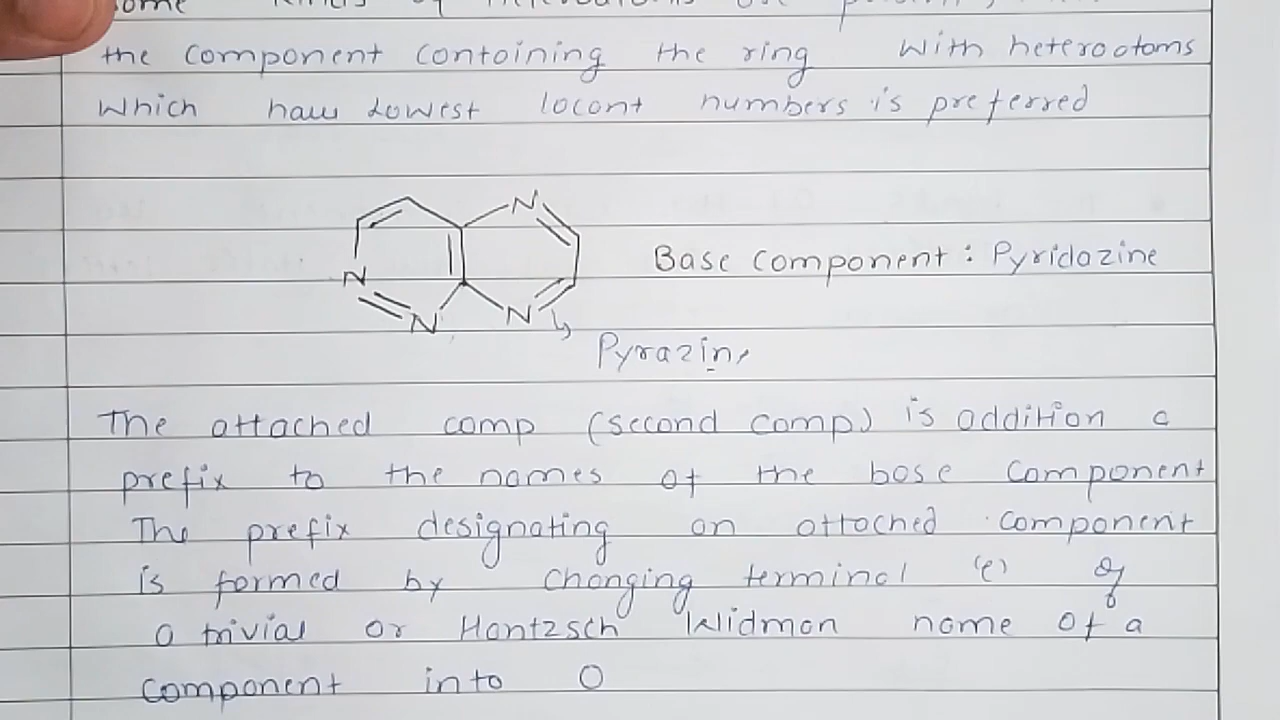 the component containing the ring with heteroatoms
which have lowest locant numbers is preferred
N
N
N
N
Base component : Pyridazine
Pyrazin
The attached comp (second comp) is addition a
prefix to the names of the base component
The prefix designating an attached component
is formed by changing terminal (e) of
a trivial or Hantzsch Widman name of a
component into O